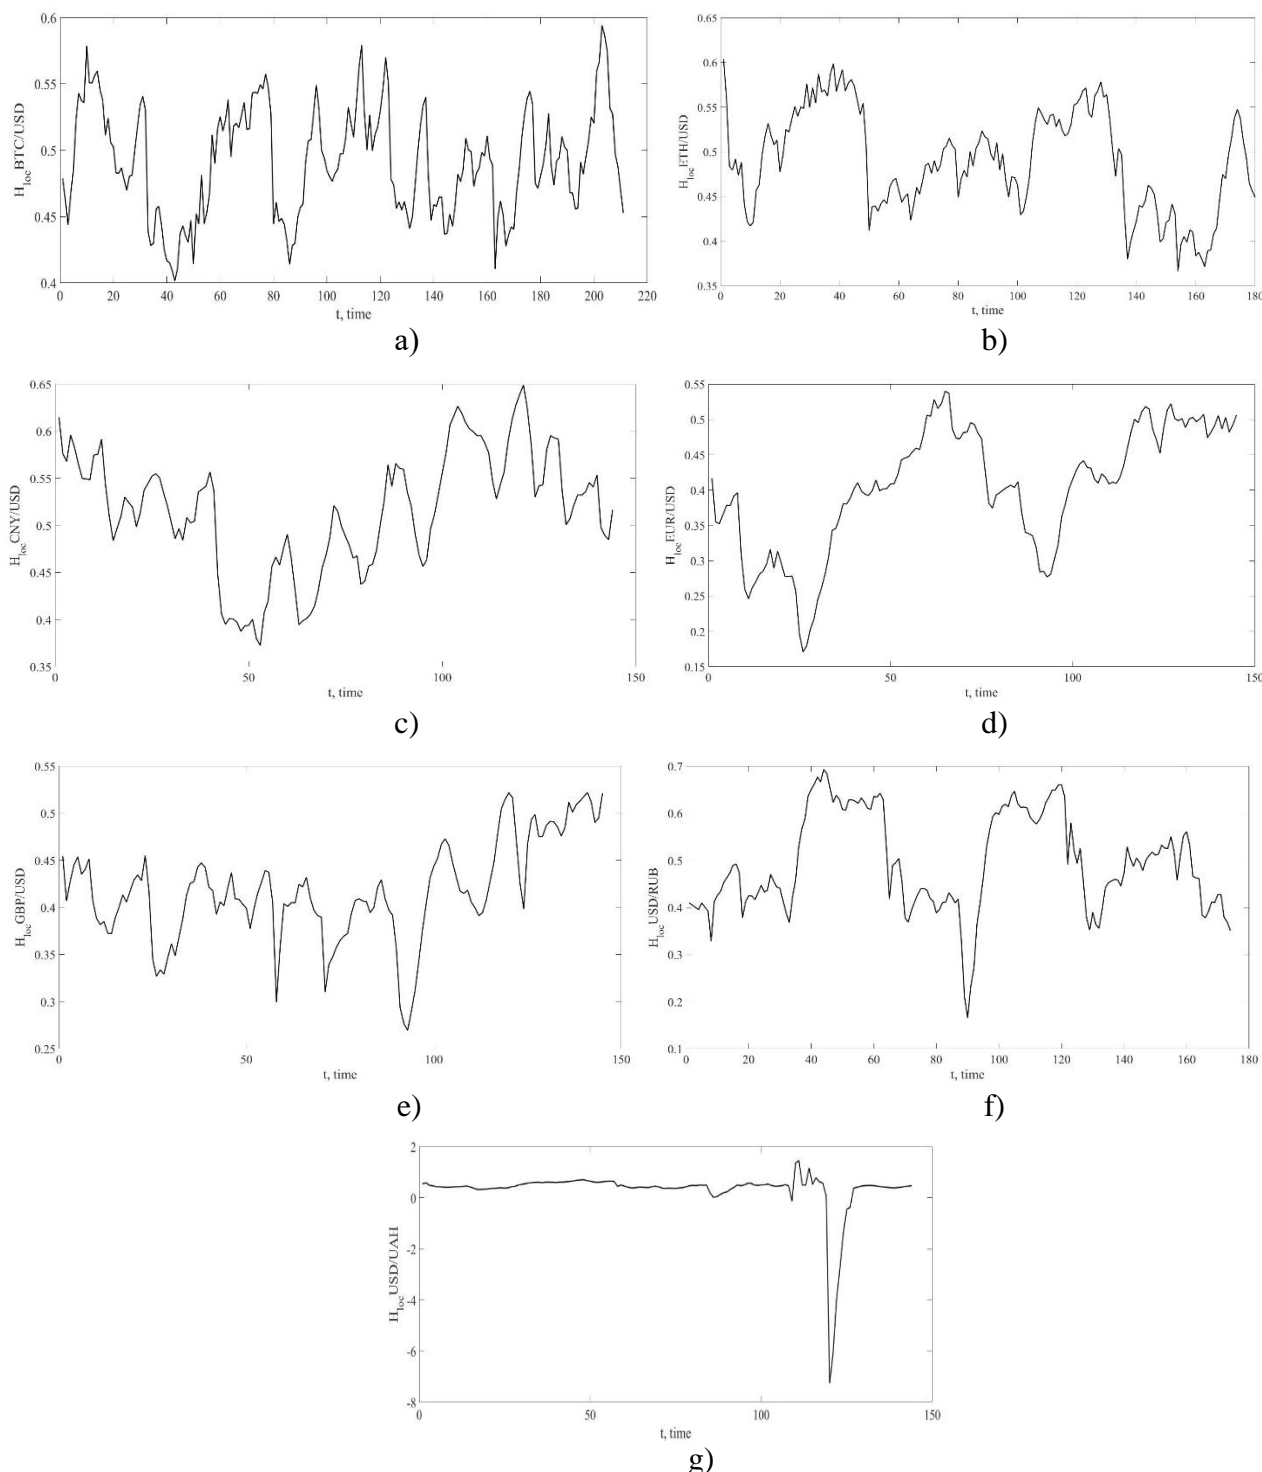 0.6
0.55
0.5
0.45
0.4
H_loc BTC/USD
0 20 40 60 80 100 120 140 160 180 200 220
t, time
a)
0.65
0.6
0.55
0.5
0.45
0.4
0.35
H_loc ETH/USD
0 20 40 60 80 100 120 140 160 180
t, time
b)
0.65
0.6
0.55
0.5
0.45
0.4
0.35
H_loc CNY/USD
0 50 100 150
t, time
c)
0.55
0.5
0.45
0.4
0.35
0.3
0.25
0.2
0.15
H_loc EUR/USD
0 50 100 150
t, time
d)
0.55
0.5
0.45
0.4
0.35
0.3
0.25
H_loc GBP/USD
0 50 100 150
t, time
e)
0.7
0.6
0.5
0.4
0.3
0.2
0.1
H_loc USD/RUB
0 20 40 60 80 100 120 140 160 180
t, time
f)
2
0
-2
-4
-6
-8
H_loc USD/UAH
0 50 100 150
t, time
g)